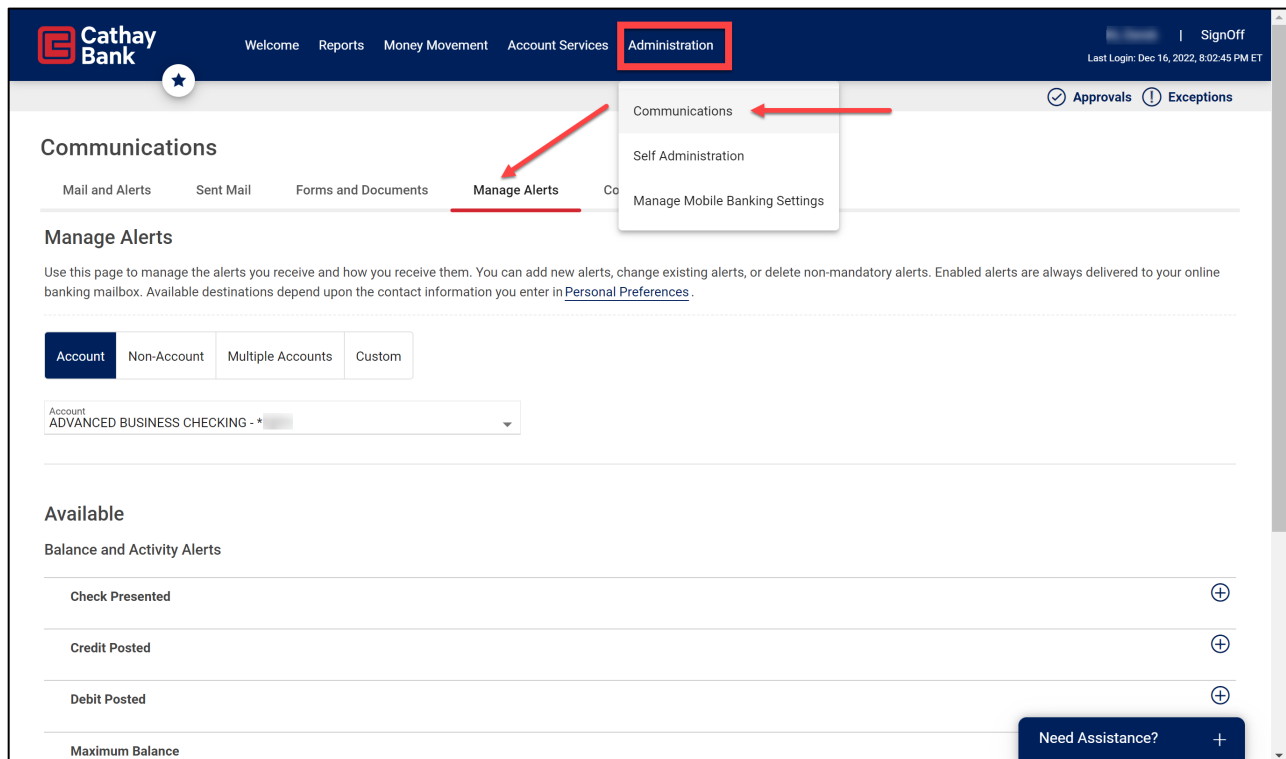 Cathay
Bank
Welcome Reports Money Movement Account Services Administration
| SignOff
Last Login: Dec 16, 2022, 8:02:45 PM ET
Approvals Exceptions
Communications
Self Administration
Manage Mobile Banking Settings
Communications
Mail and Alerts Sent Mail Forms and Documents Manage Alerts Co
Manage Alerts
Use this page to manage the alerts you receive and how you receive them. You can add new alerts, change existing alerts, or delete non-mandatory alerts. Enabled alerts are always delivered to your online
banking mailbox. Available destinations depend upon the contact information you enter in Personal Preferences .
Account Non-Account Multiple Accounts Custom
Account
ADVANCED BUSINESS CHECKING - *
Available
Balance and Activity Alerts
Check Presented
Credit Posted
Debit Posted
Maximum Balance
Need Assistance? +